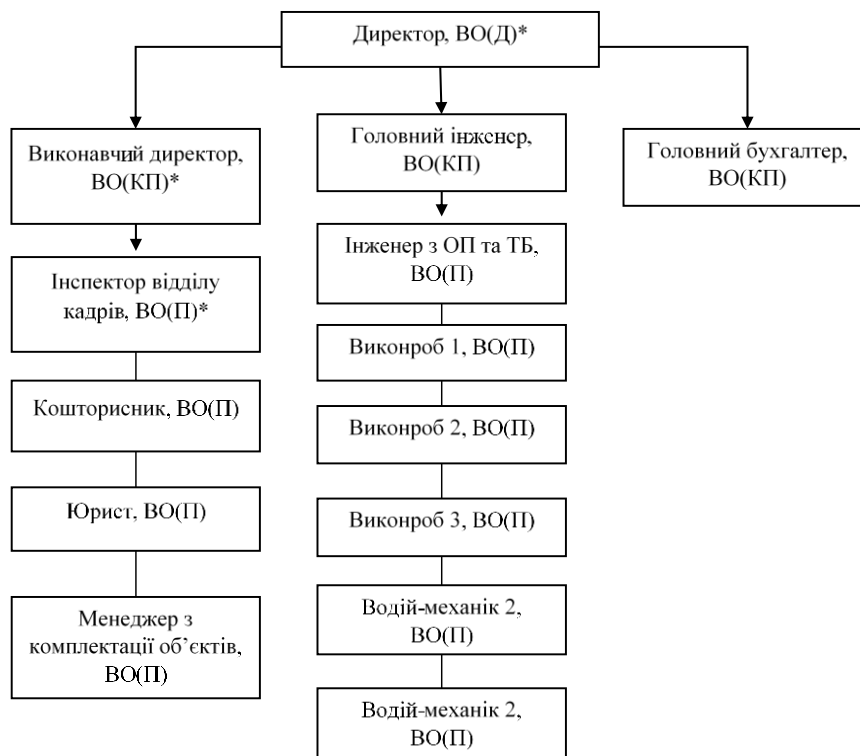 Директор, ВО(Д)*
Виконавчий директор,
ВО(КП)*
Інспектор відділу
кадрів, ВО(П)*
Кошторисник, ВО(П)
Юрист, ВО(П)
Менеджер з
комплектації об’єктів,
ВО(П)
Головний інженер,
ВО(КП)
Інженер з ОП та ТБ,
ВО(П)
Виконроб 1, ВО(П)
Виконроб 2, ВО(П)
Виконроб 3, ВО(П)
Водій-механік 2,
ВО(П)
Водій-механік 2,
ВО(П)
Головний бухгалтер,
ВО(КП)